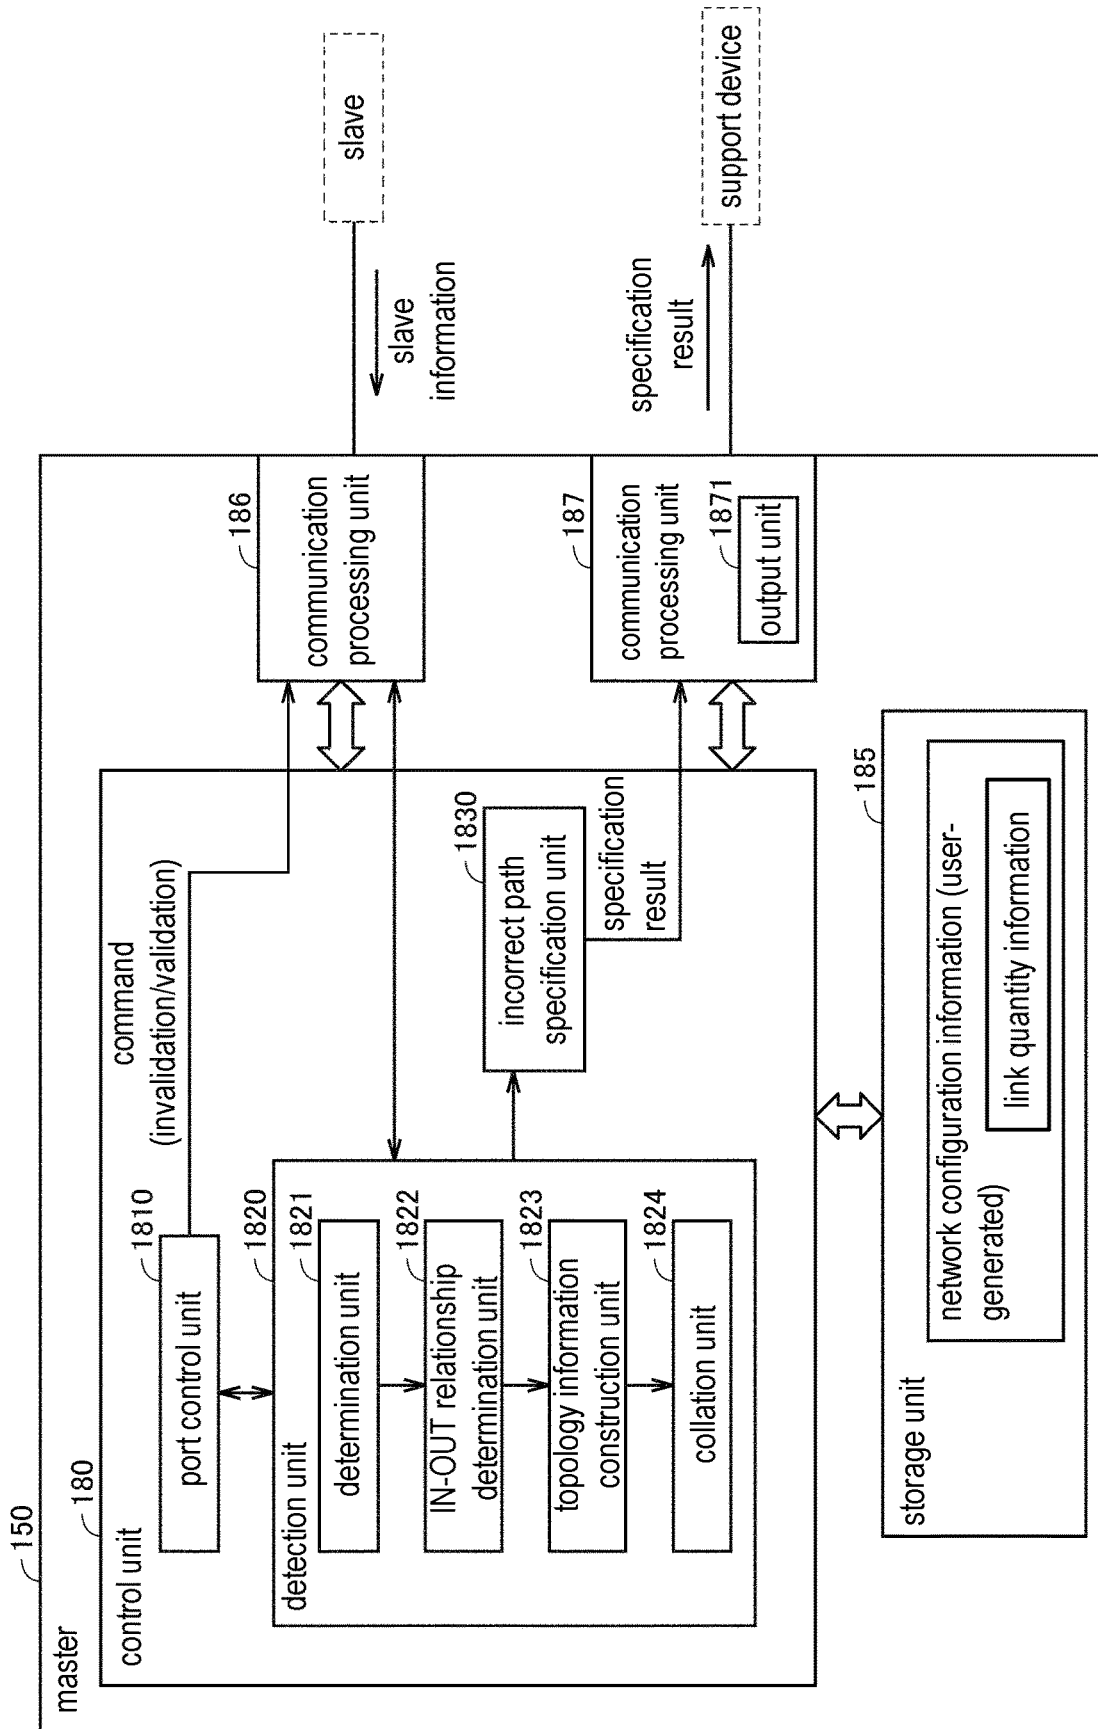 150
master
180
control unit
1810
port control unit
command
(invalidation/validation)
1820
detection unit
1821
determination unit
1822
IN-OUT relationship
determination unit
1823
topology information
construction unit
1824
collation unit
1830
incorrect path
specification unit
specification
result
186
communication
processing unit
slave
information
slave
187
communication
processing unit
1871
output unit
specification
result
support device
185
storage unit
network configuration information (user-
generated)
link quantity information